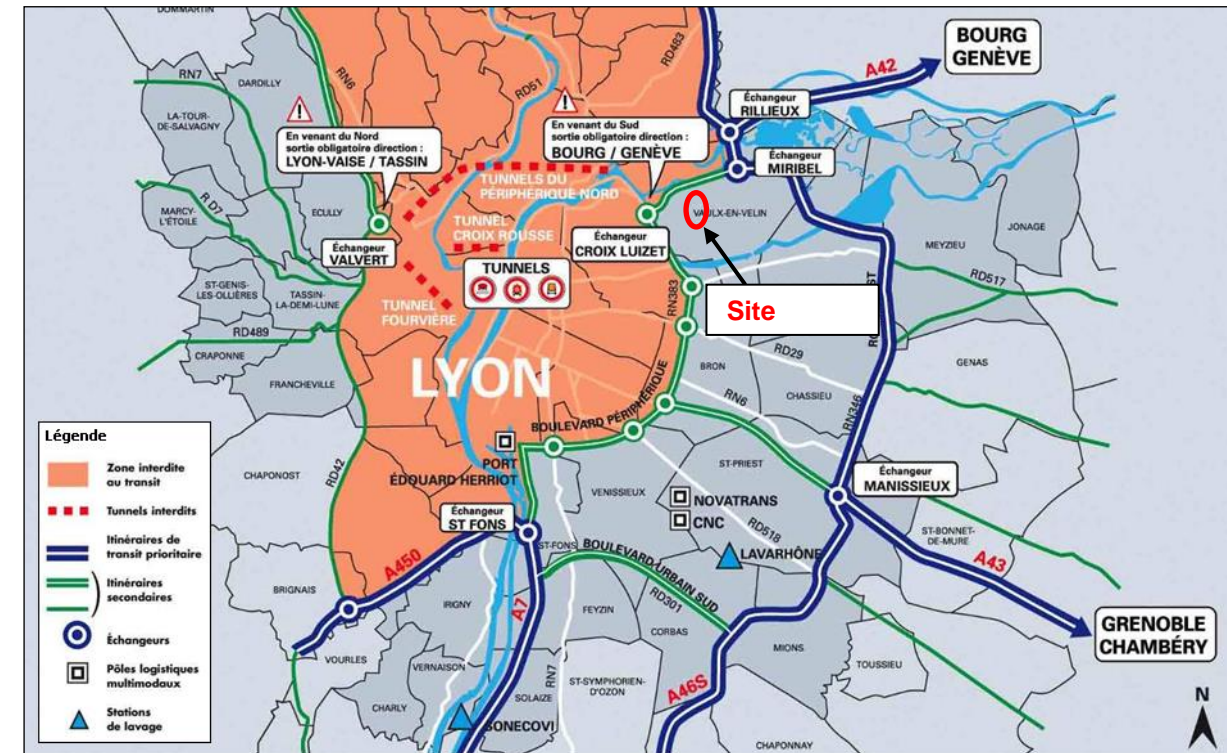 DOMMARTIN
RN7
DARDILLY
RN6
RD51
RD483
A42
BOURG
GENÈVE
LA-TOUR-
DE-SALVAGNY
En venant du Nord
sortie obligatoire direction :
LYON-VAISE / TASSIN
En venant du Sud
sortie obligatoire direction :
BOURG / GENÈVE
Échangeur
RILLIEUX
Échangeur
MIRIBEL
TUNNELS DU
PÉRIPHÉRIQUE NORD
R D7
MARCY-
L'ÉTOILE
ECULLY
VAULX-EN-VELIN
JONAGE
TUNNEL
CROIX ROUSSE
Échangeur
VALVERT
Échangeur
CROIX LUIZET
MEYZIEU
TUNNELS
RD517
ST-GENIS-
LES-OLLIÈRES
TASSIN-
LA-DEMI-LUNE
TUNNEL
FOURVIÈRE
RN383
Site
RD489
CRAPONNE
RD29
GENAS
FRANCHEVILLE
LYON
BRON
CHASSIEU
RN6
RN346
BOULEVARD PÉRIPHÉRIQUE
Légende
Zone interdite
au transit
Tunnels interdits
Itinéraires de
transit prioritaire
Itinéraires
secondaires
Échangeurs
Pôles logistiques
multimodaux
Stations
de lavage
CHAPONOST
RD42
PORT
ÉDOUARD HERRIOT
ST-PRIEST
Échangeur
MANISSIEUX
VENISSIEUX
NOVATRANS
CNC
Échangeur
ST FONS
RD518
ST-BONNET-
DE-MURE
ST-FONS
BOULEVARD URBAIN SUD
LAVARHÔNE
A450
A43
BRIGNAIS
IRIGNY
A7
FEYZIN
RD301
CORBAS
GRENOBLE
CHAMBÉRY
MIONS
VOURLES
VERNAISON
TOUSSIEU
SOLAIZE
RN7
ST-SYMPHORIEN-
D'OZON
A46S
CHARLY
SONECOVI
CHAPONNAY
N